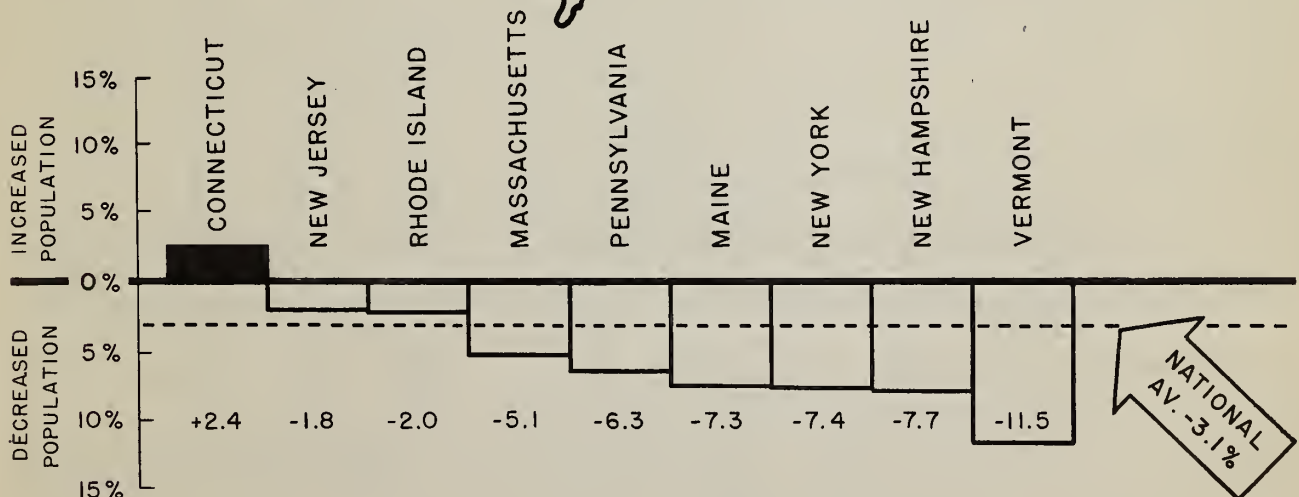 INCREASED
POPULATION
DECREASED
POPULATION
15%
10%
5%
0%
5%
10%
15%
CONNECTICUT
NEW JERSEY
RHODE ISLAND
MASSACHUSETTS
PENNSYLVANIA
MAINE
NEW YORK
NEW HAMPSHIRE
VERMONT
+2.4 -1.8 -2.0 -5.1 -6.3 -7.3 -7.4 -7.7 -11.5
NATIONAL
AV. -3.1%